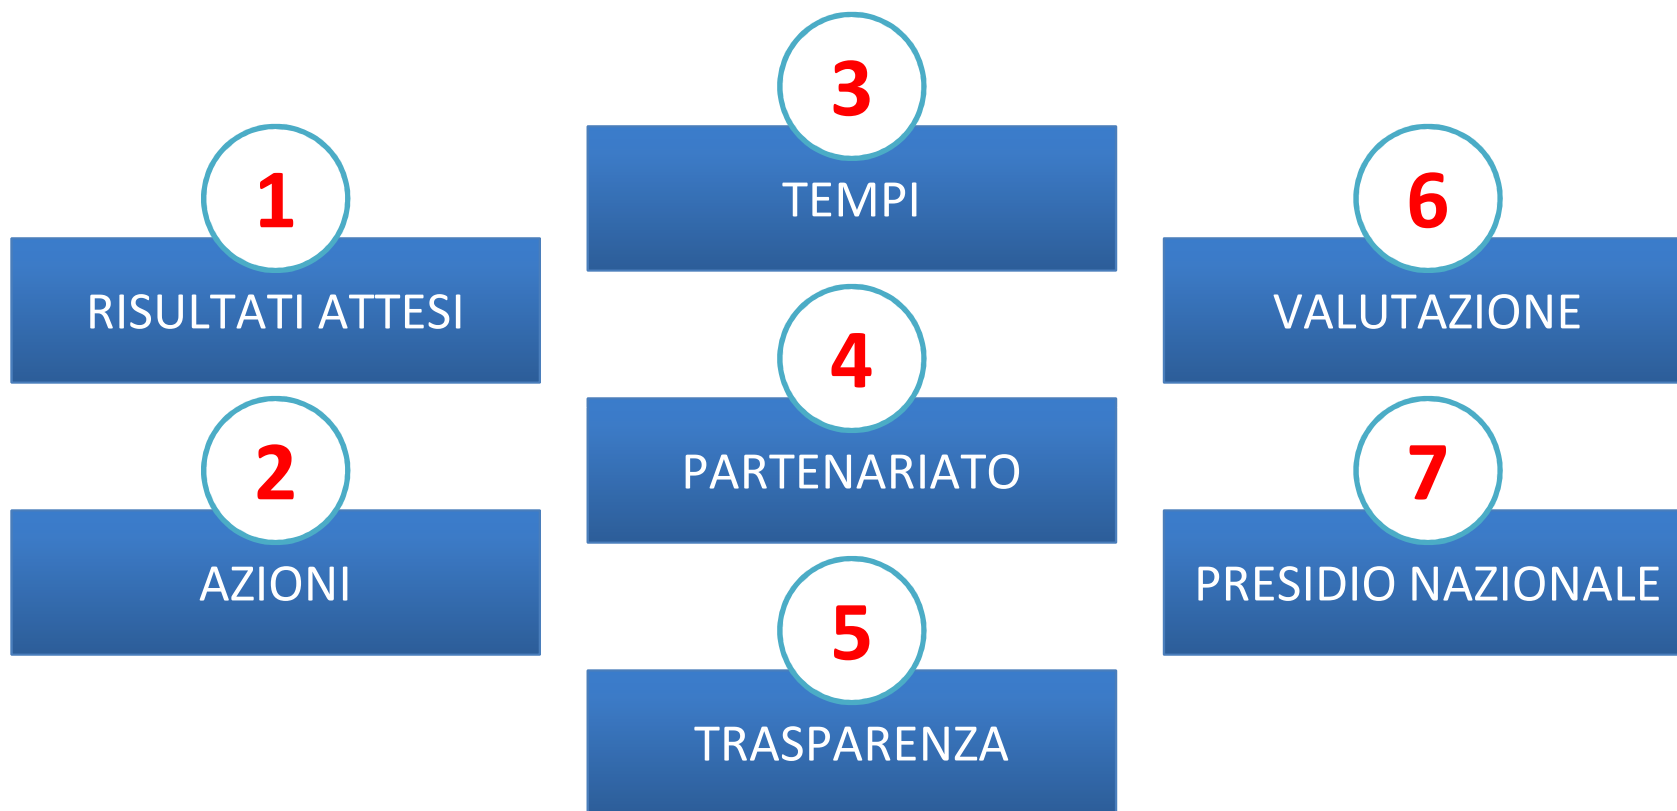 1
RISULTATI ATTESI
2
AZIONI
3
TEMPI
4
PARTENARIATO
5
TRASPARENZA
6
VALUTAZIONE
7
PRESIDIO NAZIONALE